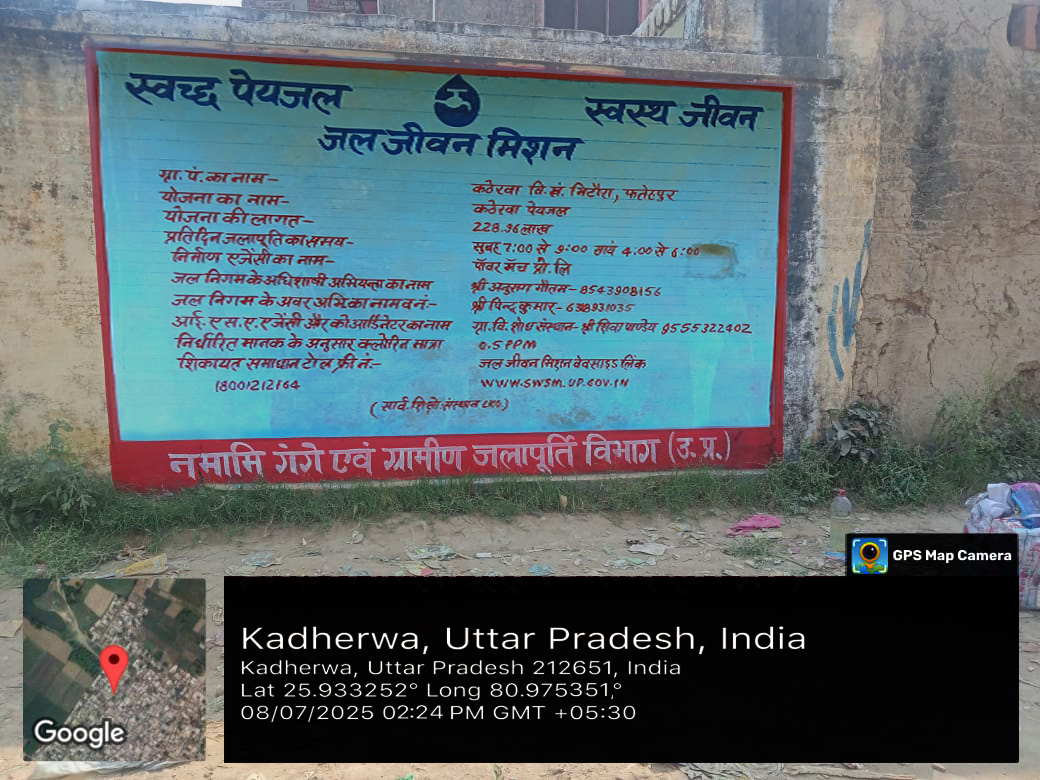 स्वच्छ पेयजल स्वस्थ जीवन
जल जीवन मिशन
ग्रा. पं. का नाम- कठेरवा वि.सं. भिटौरा, फतेहपुर
योजना का नाम- कठेरवा पेयजल
योजना की लागत- 228.96 लाख
प्रतिदिन जलापूर्ति का समय- सुबह 7:00 से 9:00 सायं 4.00 से 6:00
निर्माण एजेंसी का नाम- पॉवर मैच प्रा. लि
जल निगम के अधिशाषी अभियन्ता का नाम श्री अनुराग गौतम- 8543908156
जल निगम के अवर अभि का नाम व नं:- श्री पिन्टू कुमार-
आई. एस. ए. एजेंसी और कोआर्डिनेटर का नाम ग्रा. वि. शोध संस्थान- श्री शिवा पाण्डेय 9555322402
निर्धारित मानक के अनुसार क्लोरिन मात्रा 0.5 PPM
शिकायत समाधान टोल फ्री नं:- जल जीवन मिशन वेवसाइड लिंक
18001212164 WWW.SWSM.UP.GOV.IN
संस्थान LKO.)
नमामि गंगे एवं ग्रामीण जलापूर्ति विभाग (उ. प्र.)
GPS Map Camera
Kadherwa, Uttar Pradesh, India
Kadherwa, Uttar Pradesh 212651, India
Lat 25.933252° Long 80.975351,°
08/07/2025 02:24 PM GMT +05:30
Google